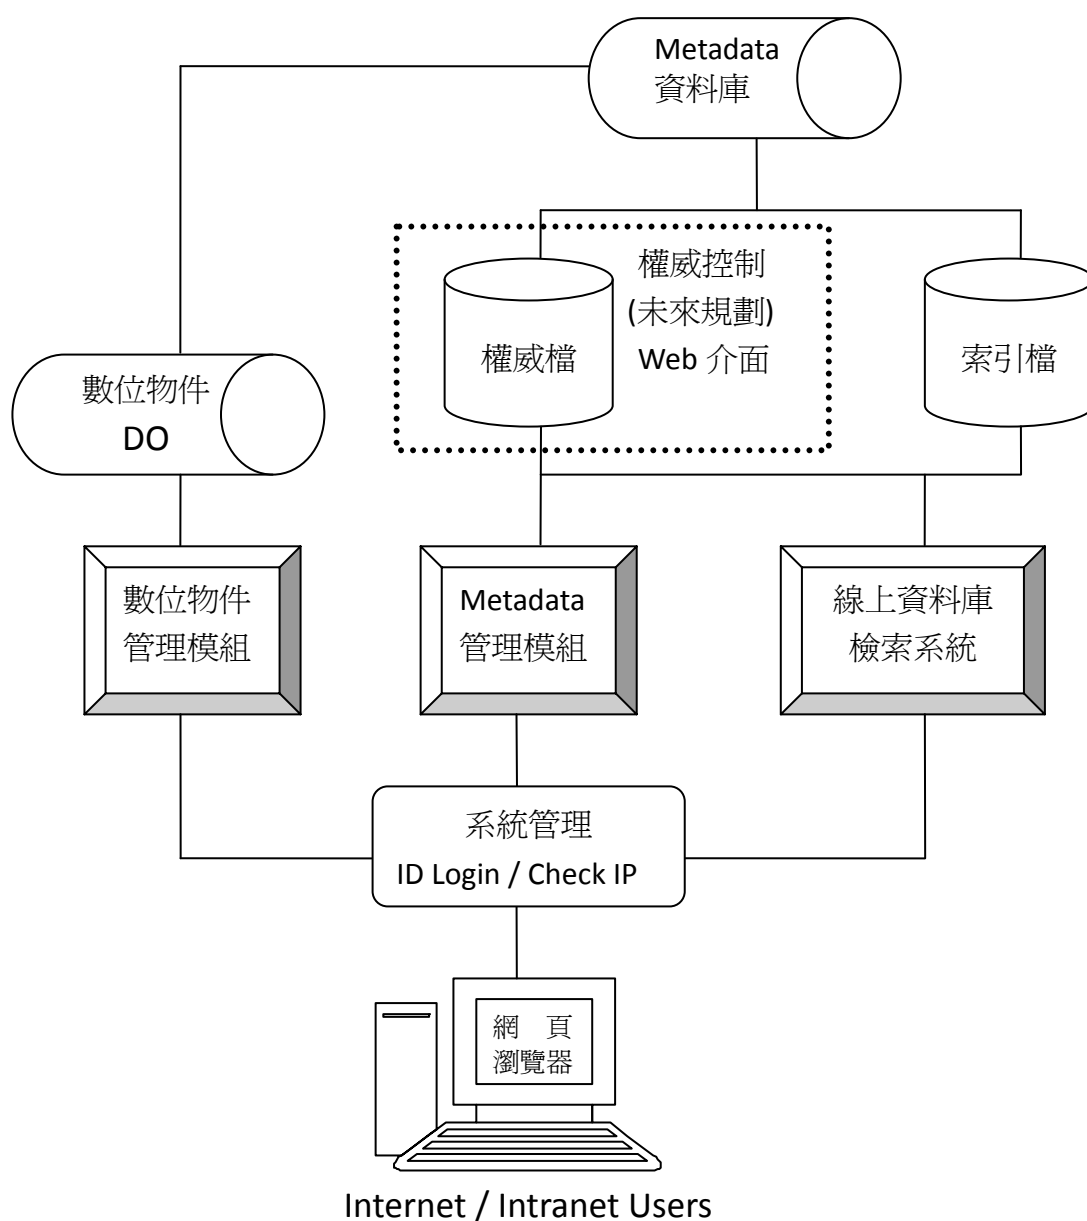 Metadata
資料庫
權威控制
(未來規劃)
Web 介面
權威檔
索引檔
數位物件
DO
數位物件
管理模組
Metadata
管理模組
線上資料庫
檢索系統
系統管理
ID Login / Check IP
網 頁
瀏覽器
Internet / Intranet Users